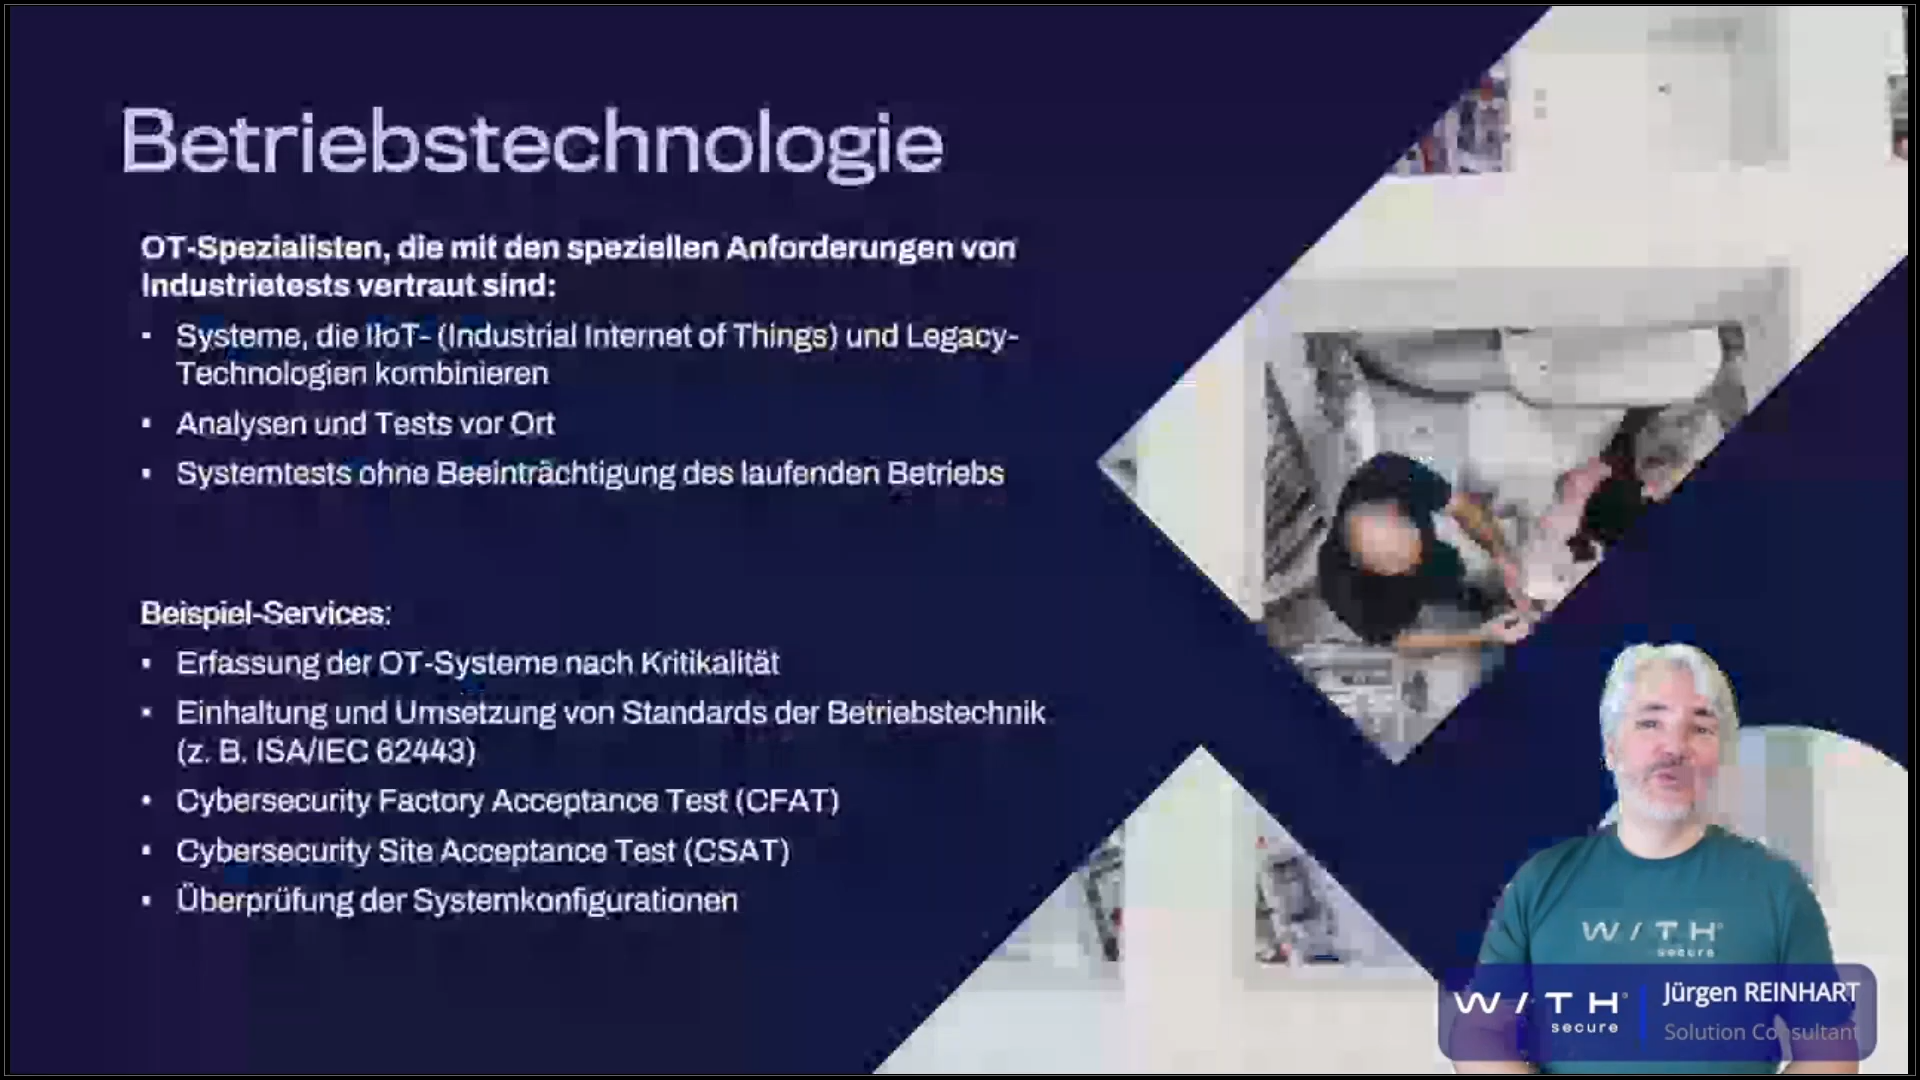 Betriebstechnologie
OT-Spezialisten, die mit den speziellen Anforderungen von
Industrietests vertraut sind:
▪ Systeme, die IIoT- (Industrial Internet of Things) und Legacy-
Technologien kombinieren
▪ Analysen und Tests vor Ort
▪ Systemtests ohne Beeinträchtigung des laufenden Betriebs
Beispiel-Services:
▪ Erfassung der OT-Systeme nach Kritikalität
▪ Einhaltung und Umsetzung von Standards der Betriebstechnik
(z. B. ISA/IEC 62443)
▪ Cybersecurity Factory Acceptance Test (CFAT)
▪ Cybersecurity Site Acceptance Test (CSAT)
▪ Überprüfung der Systemkonfigurationen
W/TH
secure
W/TH
secure
Jürgen REINHART
Solution Consultant